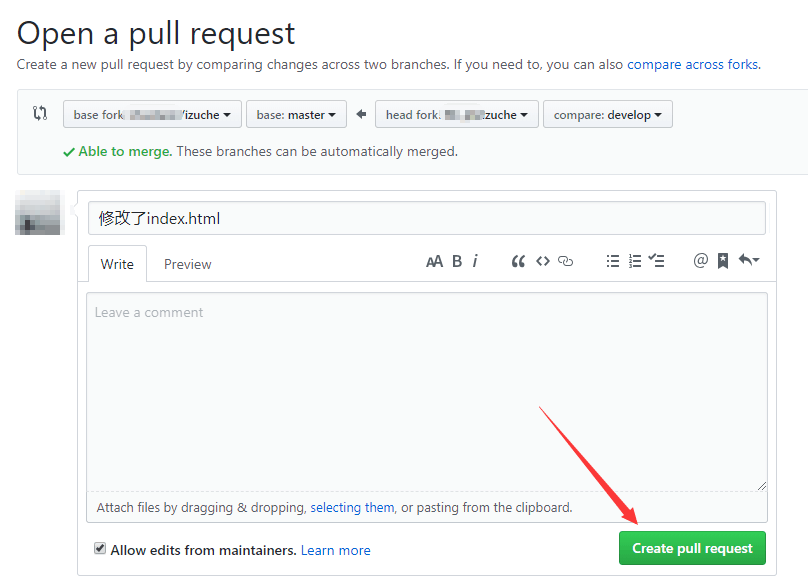 Open a pull request
Create a new pull request by comparing changes across two branches. If you need to, you can also compare across forks.
base fork: /izuche base: master head fork: zuche compare: develop
Able to merge. These branches can be automatically merged.
修改了index.html
Write Preview AA B i @
Leave a comment
Attach files by dragging & dropping, selecting them, or pasting from the clipboard.
Allow edits from maintainers. Learn more Create pull request